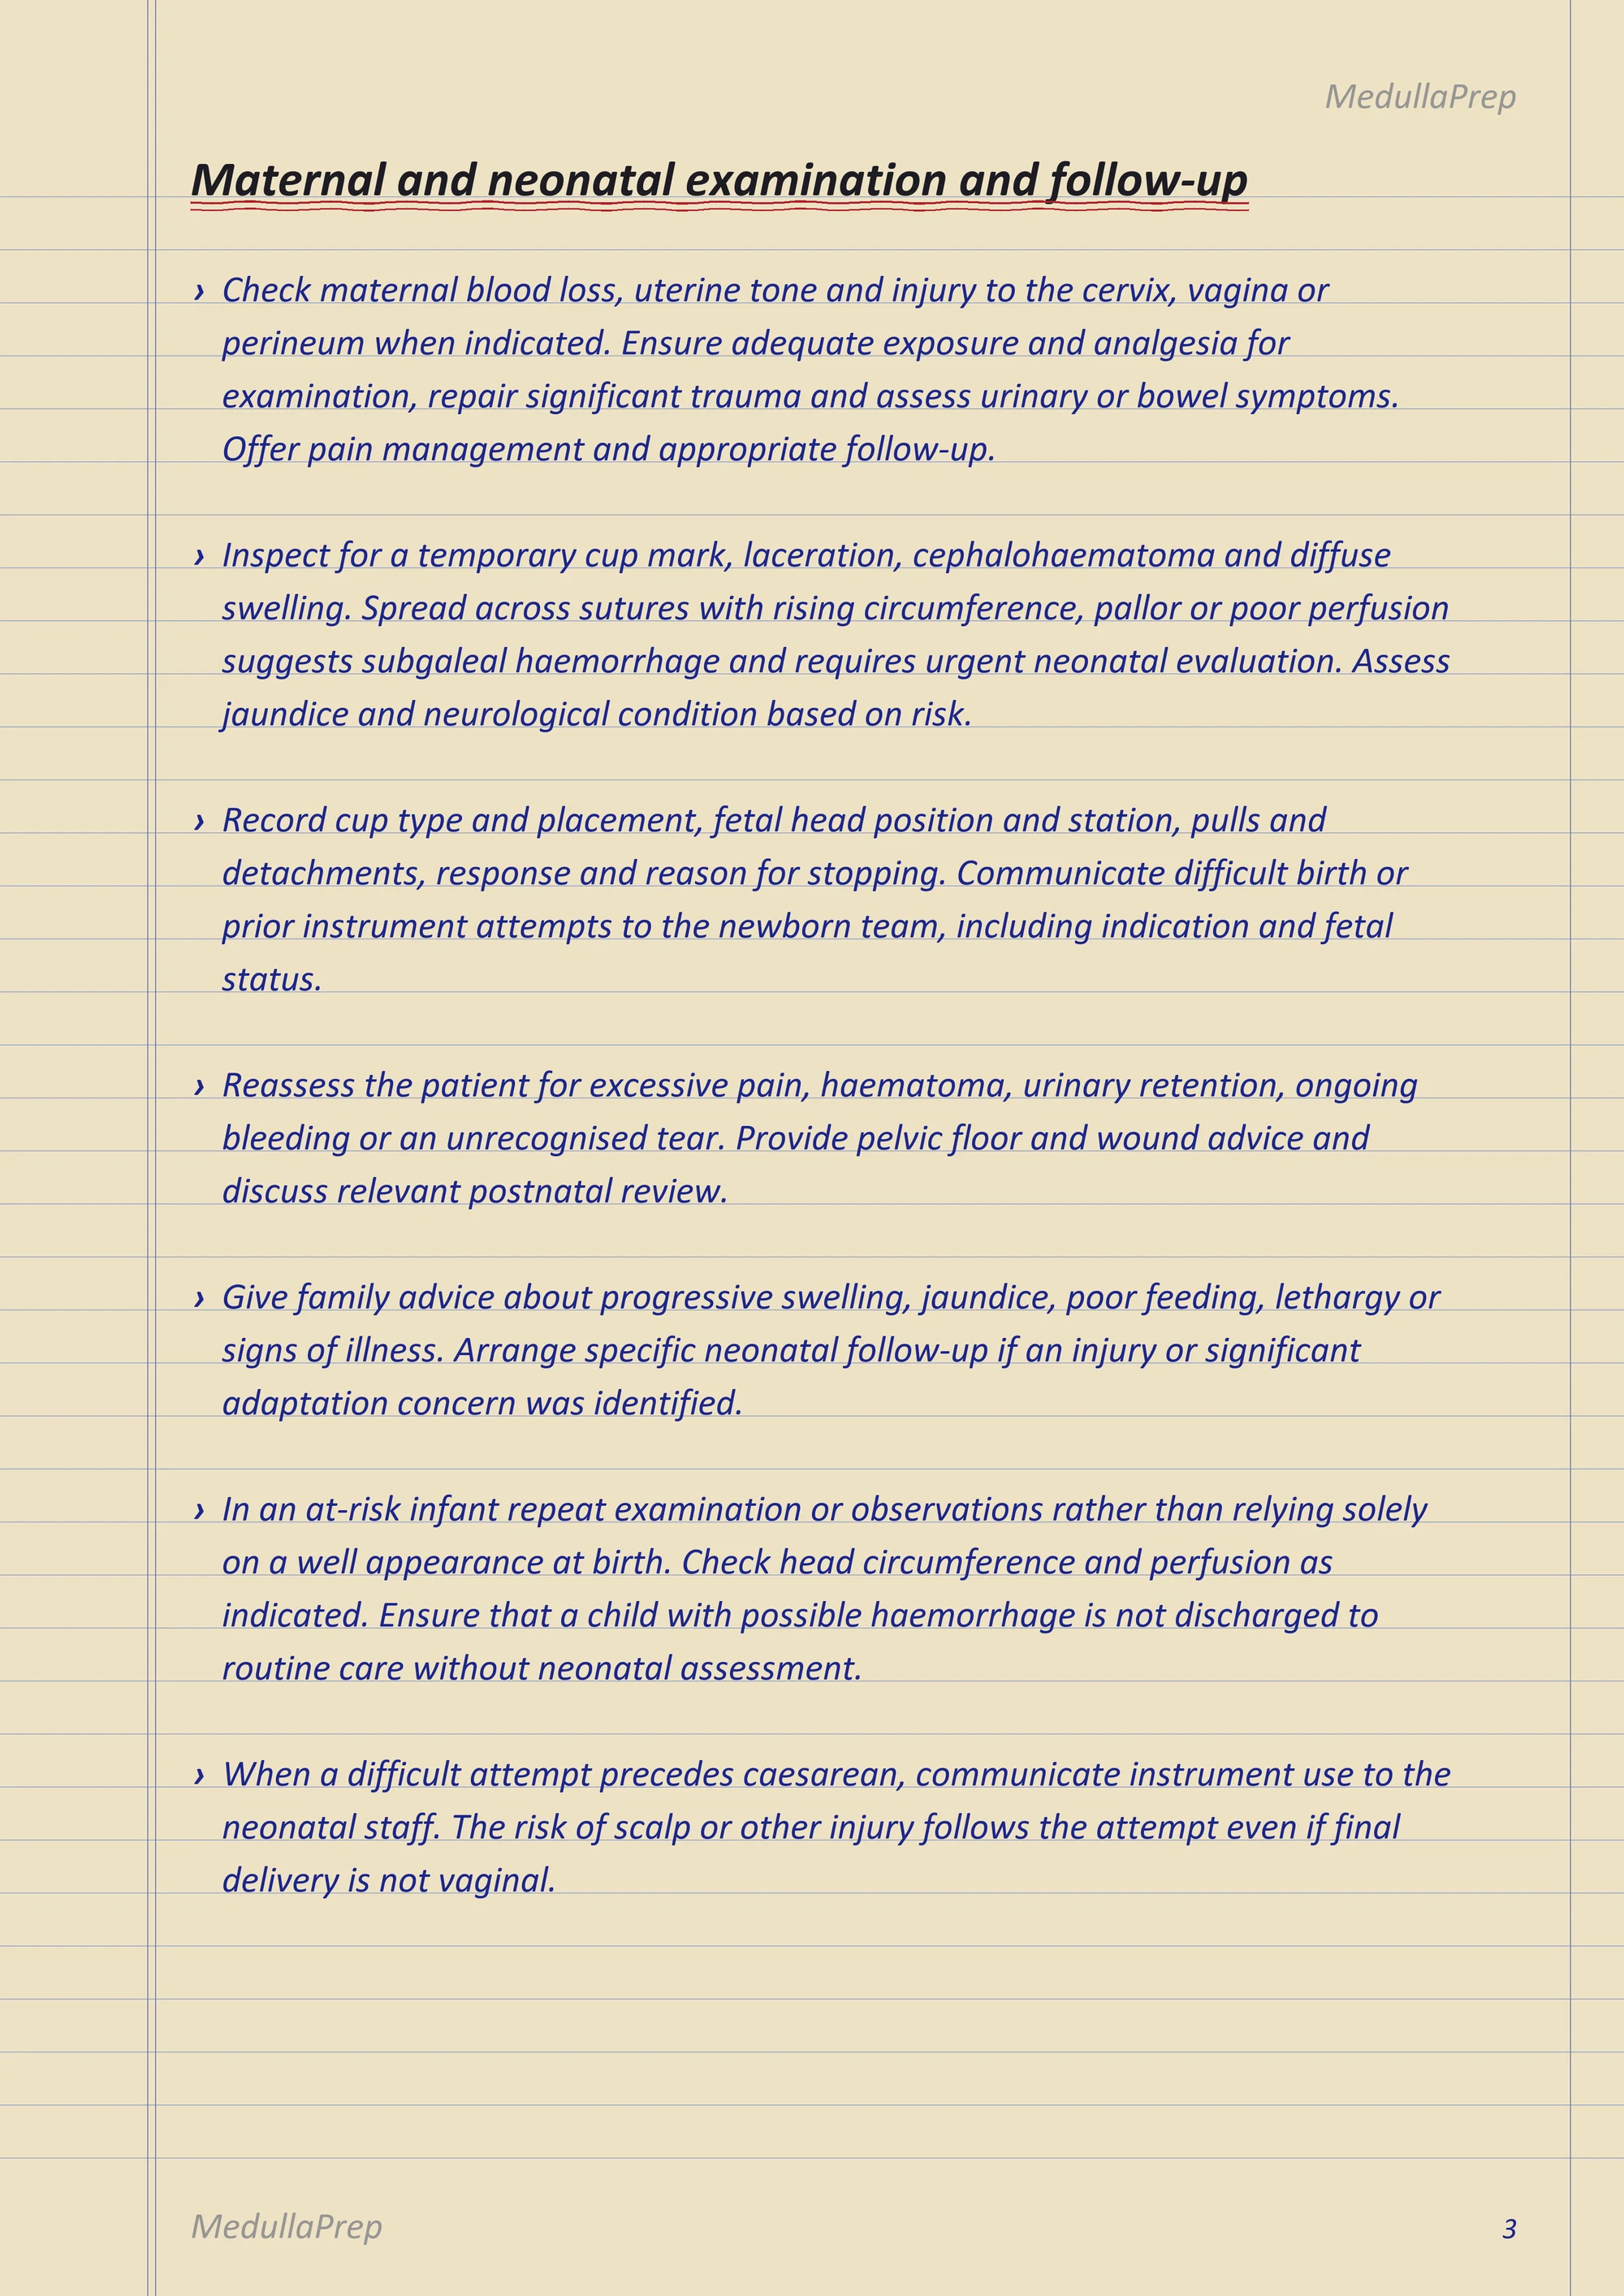 MedullaPrep
Maternal and neonatal examination and follow-up
› Check maternal blood loss, uterine tone and injury to the cervix, vagina or
perineum when indicated. Ensure adequate exposure and analgesia for
examination, repair significant trauma and assess urinary or bowel symptoms.
Offer pain management and appropriate follow-up.
› Inspect for a temporary cup mark, laceration, cephalohaematoma and diffuse
swelling. Spread across sutures with rising circumference, pallor or poor perfusion
suggests subgaleal haemorrhage and requires urgent neonatal evaluation. Assess
jaundice and neurological condition based on risk.
› Record cup type and placement, fetal head position and station, pulls and
detachments, response and reason for stopping. Communicate difficult birth or
prior instrument attempts to the newborn team, including indication and fetal
status.
› Reassess the patient for excessive pain, haematoma, urinary retention, ongoing
bleeding or an unrecognised tear. Provide pelvic floor and wound advice and
discuss relevant postnatal review.
› Give family advice about progressive swelling, jaundice, poor feeding, lethargy or
signs of illness. Arrange specific neonatal follow-up if an injury or significant
adaptation concern was identified.
› In an at-risk infant repeat examination or observations rather than relying solely
on a well appearance at birth. Check head circumference and perfusion as
indicated. Ensure that a child with possible haemorrhage is not discharged to
routine care without neonatal assessment.
› When a difficult attempt precedes caesarean, communicate instrument use to the
neonatal staff. The risk of scalp or other injury follows the attempt even if final
delivery is not vaginal.
MedullaPrep
3